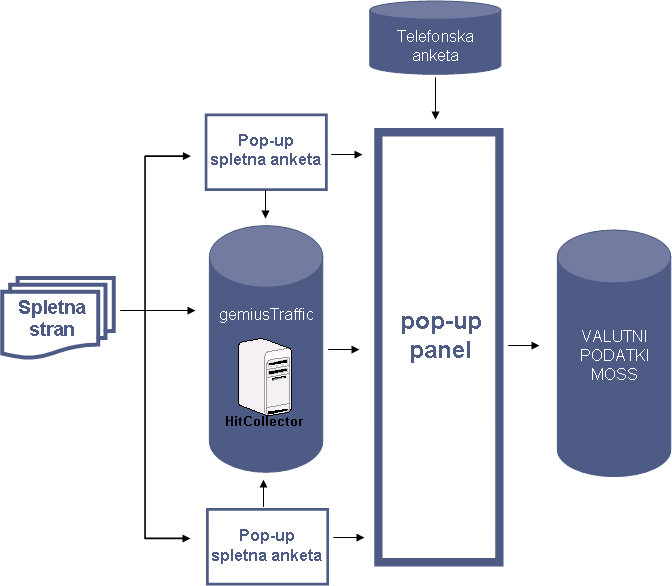 Telefonska
anketa
Pop-up
spletna anketa
Spletna
stran
gemiusTraffic
HitCollector
pop-up
panel
VALUTNI
PODATKI
MOSS
Pop-up
spletna anketa